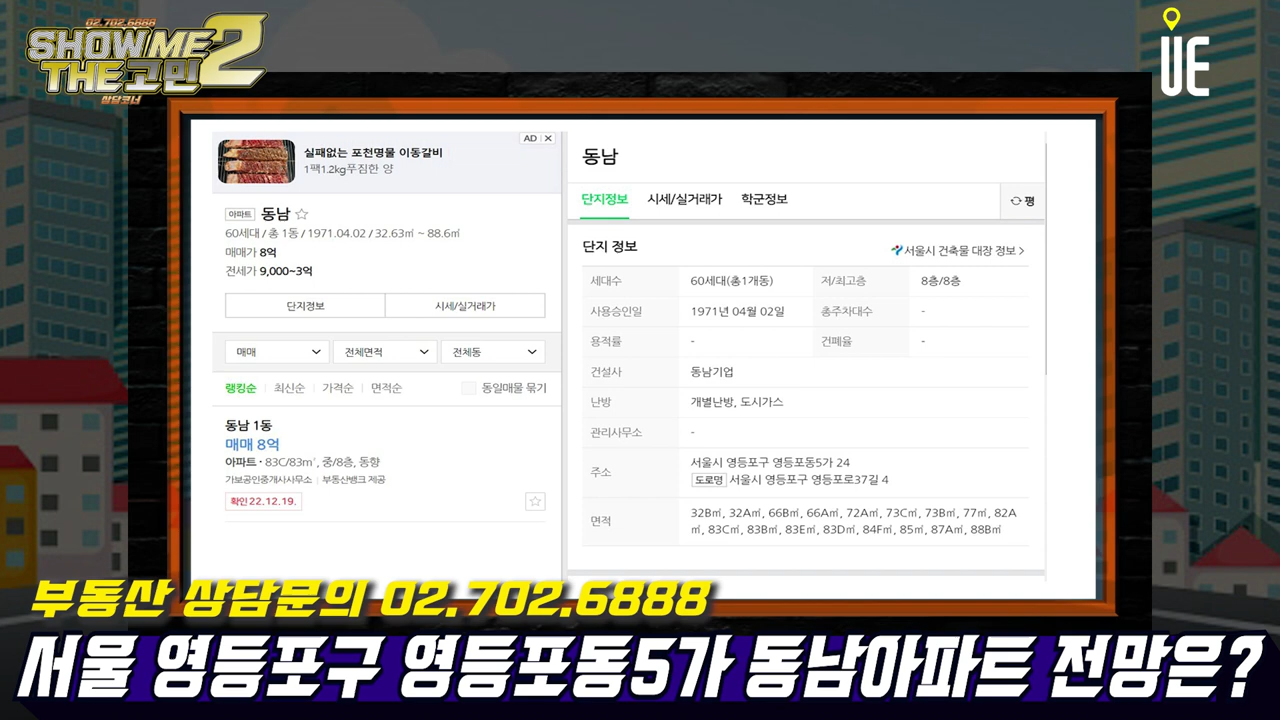 02.702.6888
SHOW ME
THE고민2
상담코너
UE
AD X
실패없는 포천명물 이동갈비
1팩1.2kg푸짐한 양
아파트 동남
60세대 / 총 1동 / 1971.04.02 / 32.63㎡ ~ 88.6㎡
매매가 8억
전세가 9,000~3억
단지정보 시세/실거래가
매매 전체면적 전체동
랭킹순 최신순 가격순 면적순 동일매물 묶기
동남 1동
매매 8억
아파트 · 83C/83㎡, 중/8층, 동향
가보공인중개사사무소 부동산뱅크 제공
확인 22.12.19.
동남
단지정보 시세/실거래가 학군정보 평
단지 정보 서울시 건축물 대장 정보 >
세대수 60세대(총1개동) 저/최고층 8층/8층
사용승인일 1971년 04월 02일 총주차대수 -
용적률 - 건폐율 -
건설사 동남기업
난방 개별난방, 도시가스
관리사무소 -
주소 서울시 영등포구 영등포동5가 24
도로명 서울시 영등포구 영등포로37길 4
면적 32B㎡, 32A㎡, 66B㎡, 66A㎡, 72A㎡, 73C㎡, 73B㎡, 77㎡, 82A
㎡, 83C㎡, 83B㎡, 83E㎡, 83D㎡, 84F㎡, 85㎡, 87A㎡, 88B㎡
부동산 상담문의 02.702.6888
서울 영등포구 영등포동5가 동남아파트 전망은?